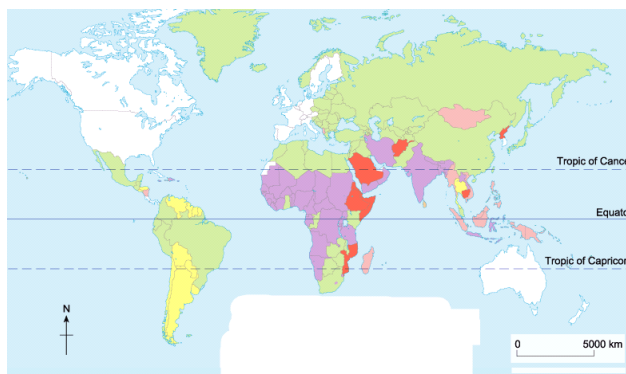 Tropic of Cance
Equato
Tropic of Capricor
N
0 5000 km